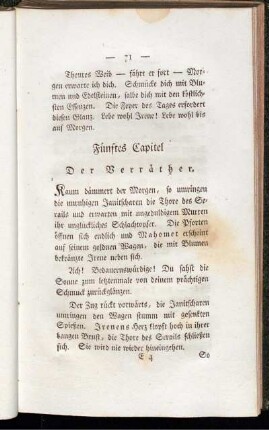 — 71 —
Theures Weib — fährt er fort — Mor-
gen erwarte ich dich. Schmücke dich mit Blu-
men und Edelsteinen, salbe dich mit den köstlich-
sten Essenzen. Die Feyer des Tages erfordert
diesen Glanz. Lebe wohl Irene! Lebe wohl bis
auf Morgen.
Fünftes Capitel
Der Verräther.
Kaum dämmert der Morgen, so umringen
die unruhigen Janitscharen die Thore des Se-
rails und erwarten mit ungeduldigem Murren
ihr unglückliches Schlachtopfer. Die Pforten
öffnen sich endlich und Mahomet erscheint
auf seinem goldnen Wagen, die mit Blumen
bekränzte Irene neben sich.
Ach! Bedauernswürdige! Du sahst die
Sonne zum letztenmale von deinem prächtigen
Schmuck zurückglänzen.
Der Zug rückt vorwärts, die Janitscharen
umringen den Wagen stumm mit gesenkten
Spießen. Irenens Herz klopft hoch in ihrer
bangen Brust, die Thore des Serails schließen
sich. Sie wird nie wieder hineingehen.
E 4 So